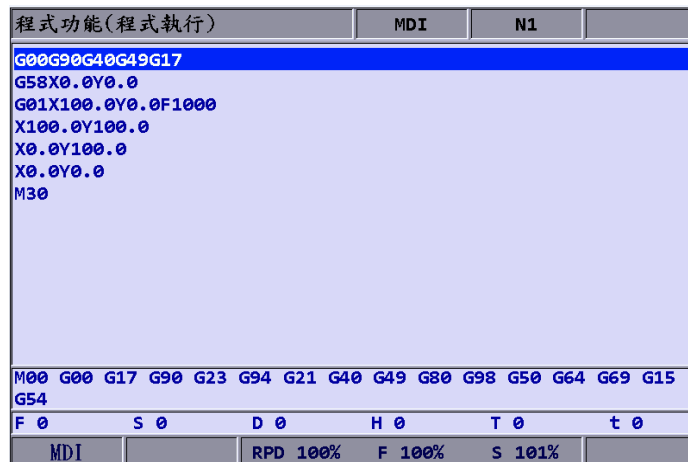 程式功能(程式執行) MDI N1
G00G90G40G49G17
G58X0.0Y0.0
G01X100.0Y0.0F1000
X100.0Y100.0
X0.0Y100.0
X0.0Y0.0
M30
M00 G00 G17 G90 G23 G94 G21 G40 G49 G80 G98 G50 G64 G69 G15
G54
F 0 S 0 D 0 H 0 T 0 t 0
MDI RPD 100% F 100% S 101%